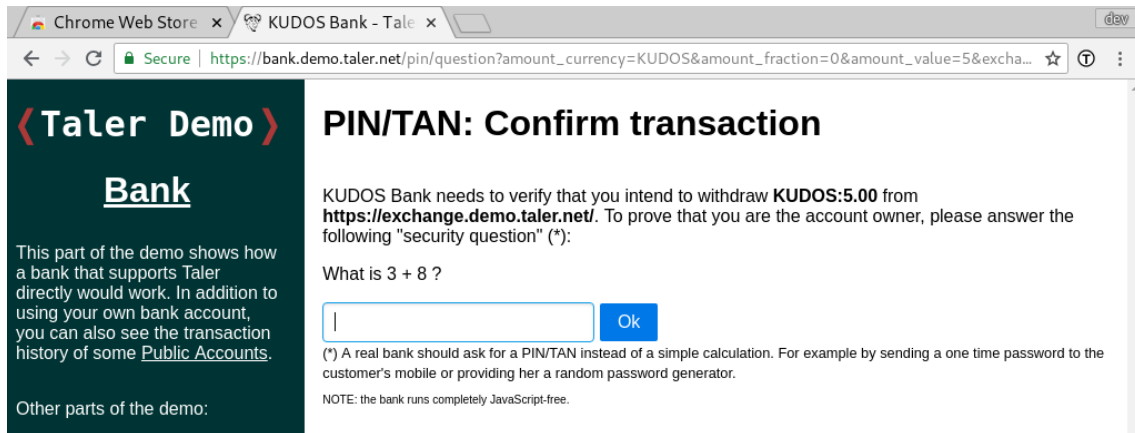 Chrome Web Store
KUDOS Bank - Tale
dev
Secure
https://bank.demo.taler.net/pin/question?amount_currency=KUDOS&amount_fraction=0&amount_value=5&excha...
❬Taler Demo❭
Bank
This part of the demo shows how
a bank that supports Taler
directly would work. In addition to
using your own bank account,
you can also see the transaction
history of some Public Accounts.
Other parts of the demo:
PIN/TAN: Confirm transaction
KUDOS Bank needs to verify that you intend to withdraw KUDOS:5.00 from
https://exchange.demo.taler.net/. To prove that you are the account owner, please answer the
following "security question" (*):
What is 3 + 8 ?
Ok
(*) A real bank should ask for a PIN/TAN instead of a simple calculation. For example by sending a one time password to the
customer's mobile or providing her a random password generator.
NOTE: the bank runs completely JavaScript-free.